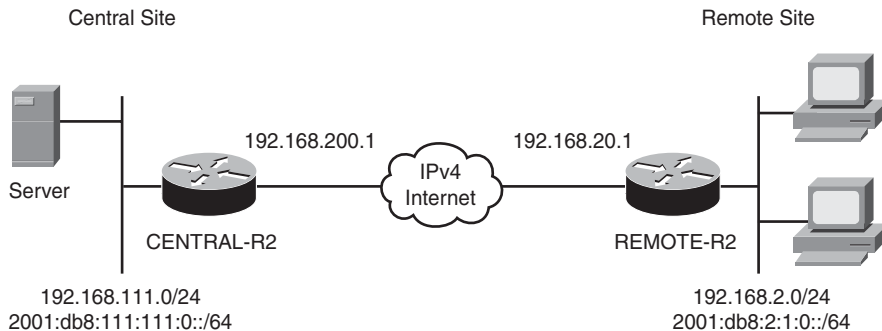 Central Site
Remote Site
192.168.200.1
192.168.20.1
IPv4
Internet
Server
CENTRAL-R2
REMOTE-R2
192.168.111.0/24
2001:db8:111:111:0::/64
192.168.2.0/24
2001:db8:2:1:0::/64